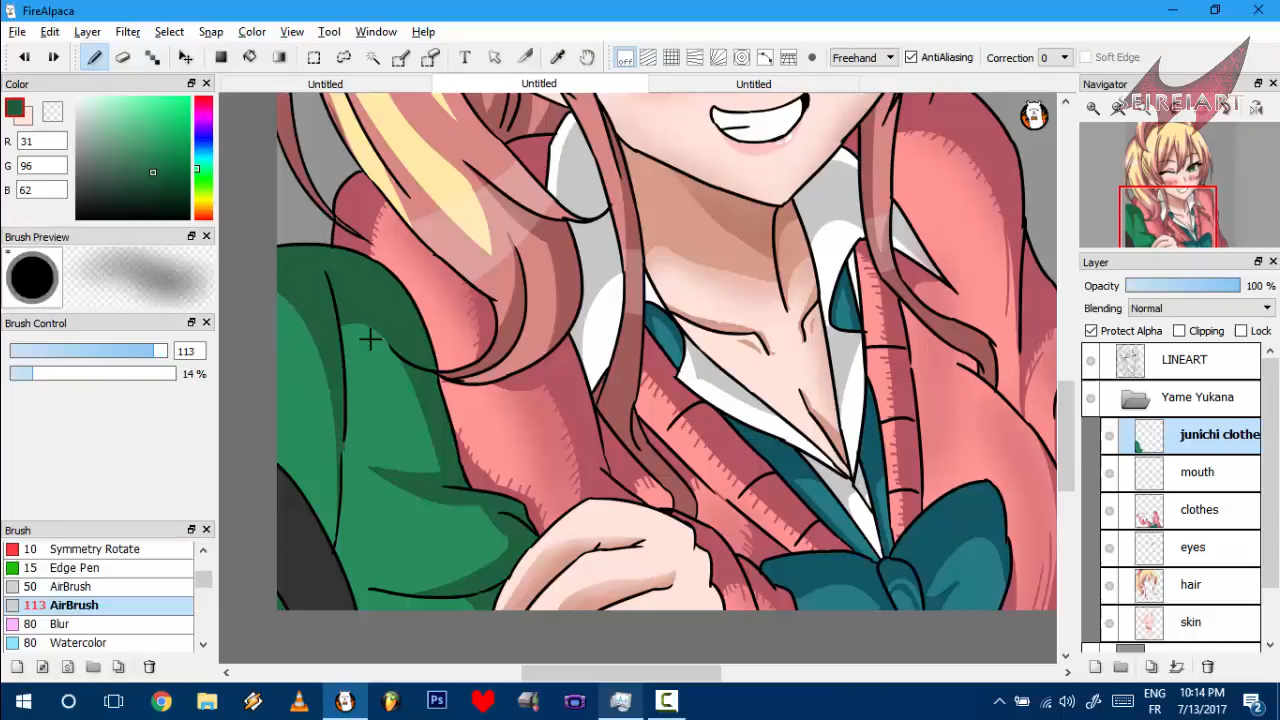 FireAlpaca
File Edit Layer Filter Select Snap Color View Tool Window Help
off Freehand AntiAliasing Correction 0 Soft Edge
Color Untitled Untitled Untitled Navigator
SEIREIART
R 31
G 96
B 62
Brush Preview
*
Layer
Opacity 100 %
Blending Normal
Protect Alpha Clipping Lock
Brush Control
113
14 %
LINEART
Yame Yukana
junichi clothe
mouth
clothes
eyes
hair
skin
Brush
10 Symmetry Rotate
15 Edge Pen
50 AirBrush
113 AirBrush
80 Blur
80 Watercolor
Ps
C
ENG
FR
10:14 PM
7/13/2017
2